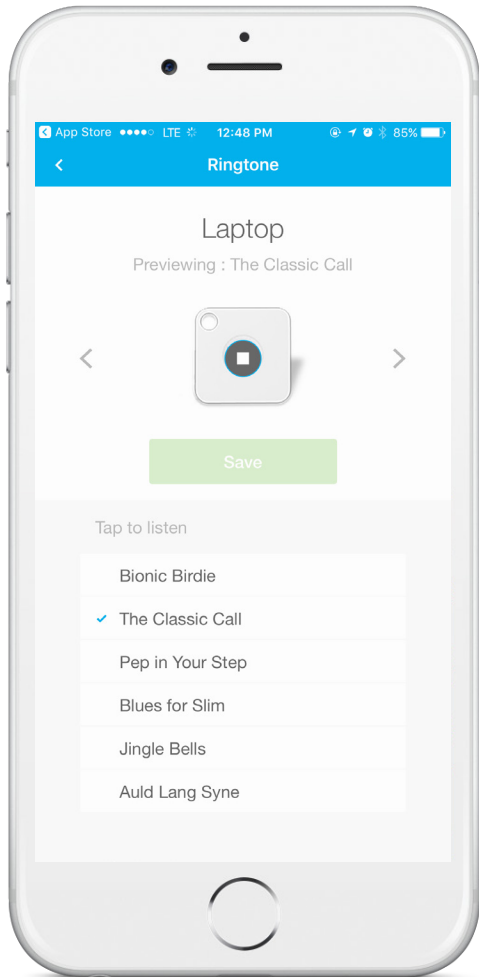 App Store LTE 12:48 PM 85%
Ringtone
Laptop
Previewing : The Classic Call
Save
Tap to listen
Bionic Birdie
The Classic Call
Pep in Your Step
Blues for Slim
Jingle Bells
Auld Lang Syne